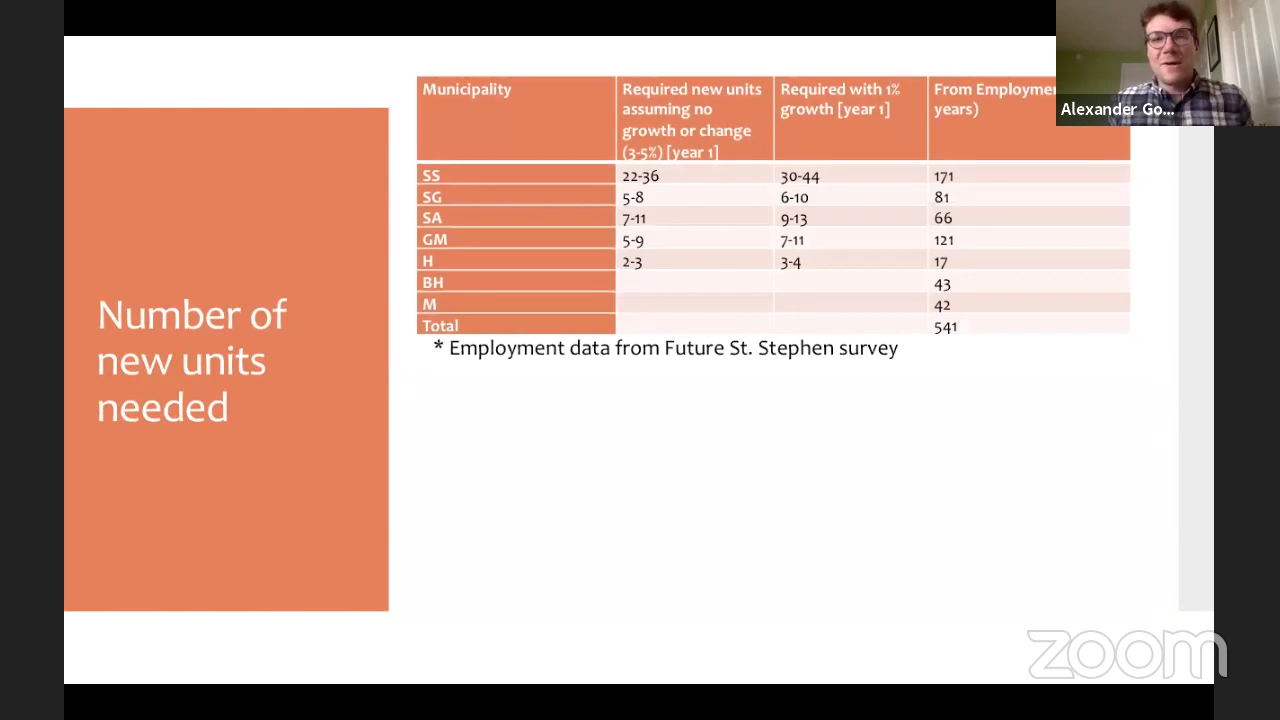 Municipality
Required new units
assuming no
growth or change
(3-5%) [year 1]
Required with 1%
growth [year 1]
From
years)
Alexander Go...
SS 22-36 30-44 171
SG 5-8 6-10 81
SA 7-11 9-13 66
GM 5-9 7-11 121
H 2-3 3-4 17
BH 43
M 42
Total 541
* Employment data from Future St. Stephen survey
Number of
new units
needed
zoom